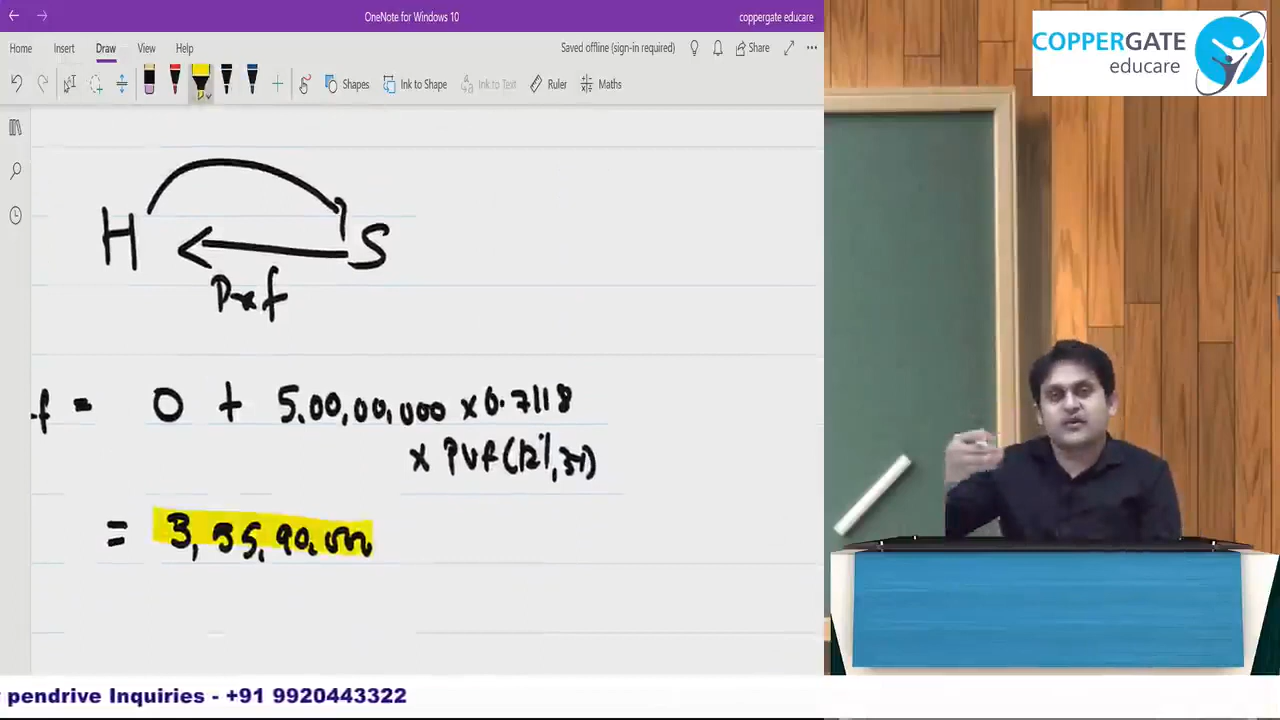 OneNote for Windows 10
coppergate educare
Home Insert Draw View Help
Saved offline (sign-in required)
Share
Shapes Ink to Shape Ink to Text Ruler Maths
COPPERGATE
educare
H S
Pref
f = 0 + 5,00,00,000 x 0.7118
x PVf (12%,
= 3,55,90,000
pendrive Inquiries - +91 9920443322